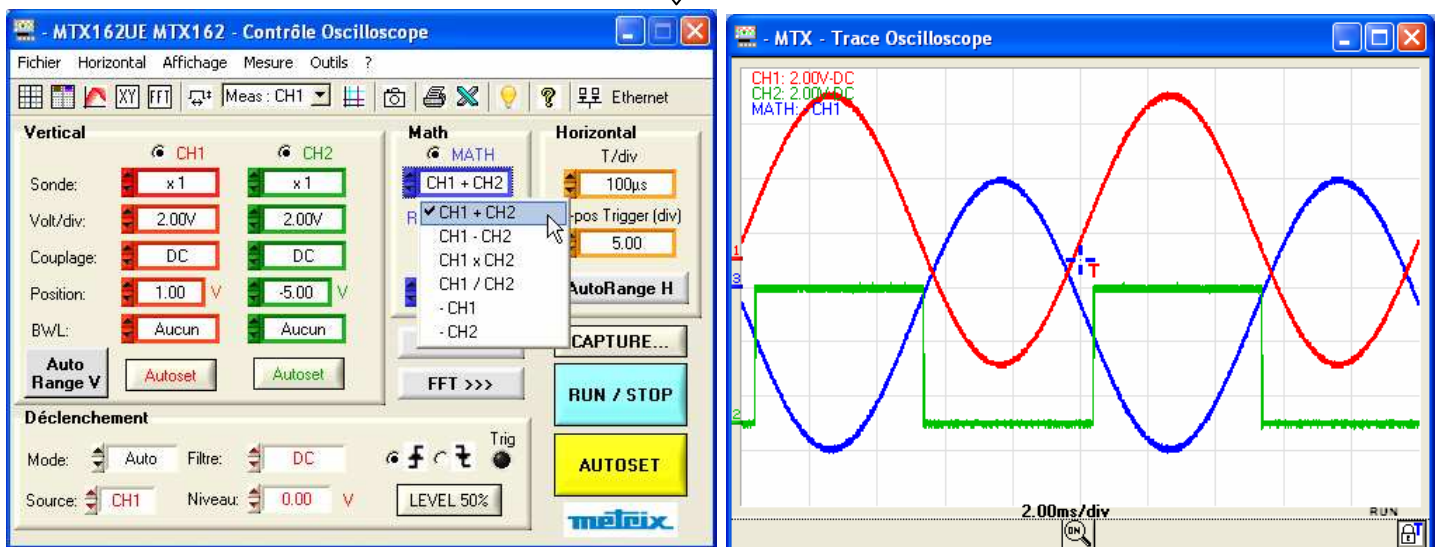 - MTX162UE MTX162 - Contrôle Oscilloscope
Fichier Horizontal Affichage Mesure Outils ?
XY FFT Meas : CH1 ? Ethernet
Vertical
CH1 CH2
Sonde: x 1 x 1
Volt/div: 2.00V 2.00V
Couplage: DC DC
Position: 1.00 V -5.00 V
BWL: Aucun Aucun
Auto Range V
Autoset Autoset
Math
MATH
CH1 + CH2
CH1 + CH2
CH1 - CH2
CH1 x CH2
CH1 / CH2
- CH1
- CH2
FFT >>>
Horizontal
T/div
100µs
-pos Trigger (div)
5.00
AutoRange H
CAPTURE...
RUN / STOP
AUTOSET
metrix
Déclenchement
Mode: Auto Filtre: DC Trig
Source: CH1 Niveau: 0.00 V LEVEL 50%
- MTX - Trace Oscilloscope
CH1: 2.00V-DC
CH2: 2.00V-DC
MATH: - CH1
1
T
3
2
2.00ms/div RUN
ON T